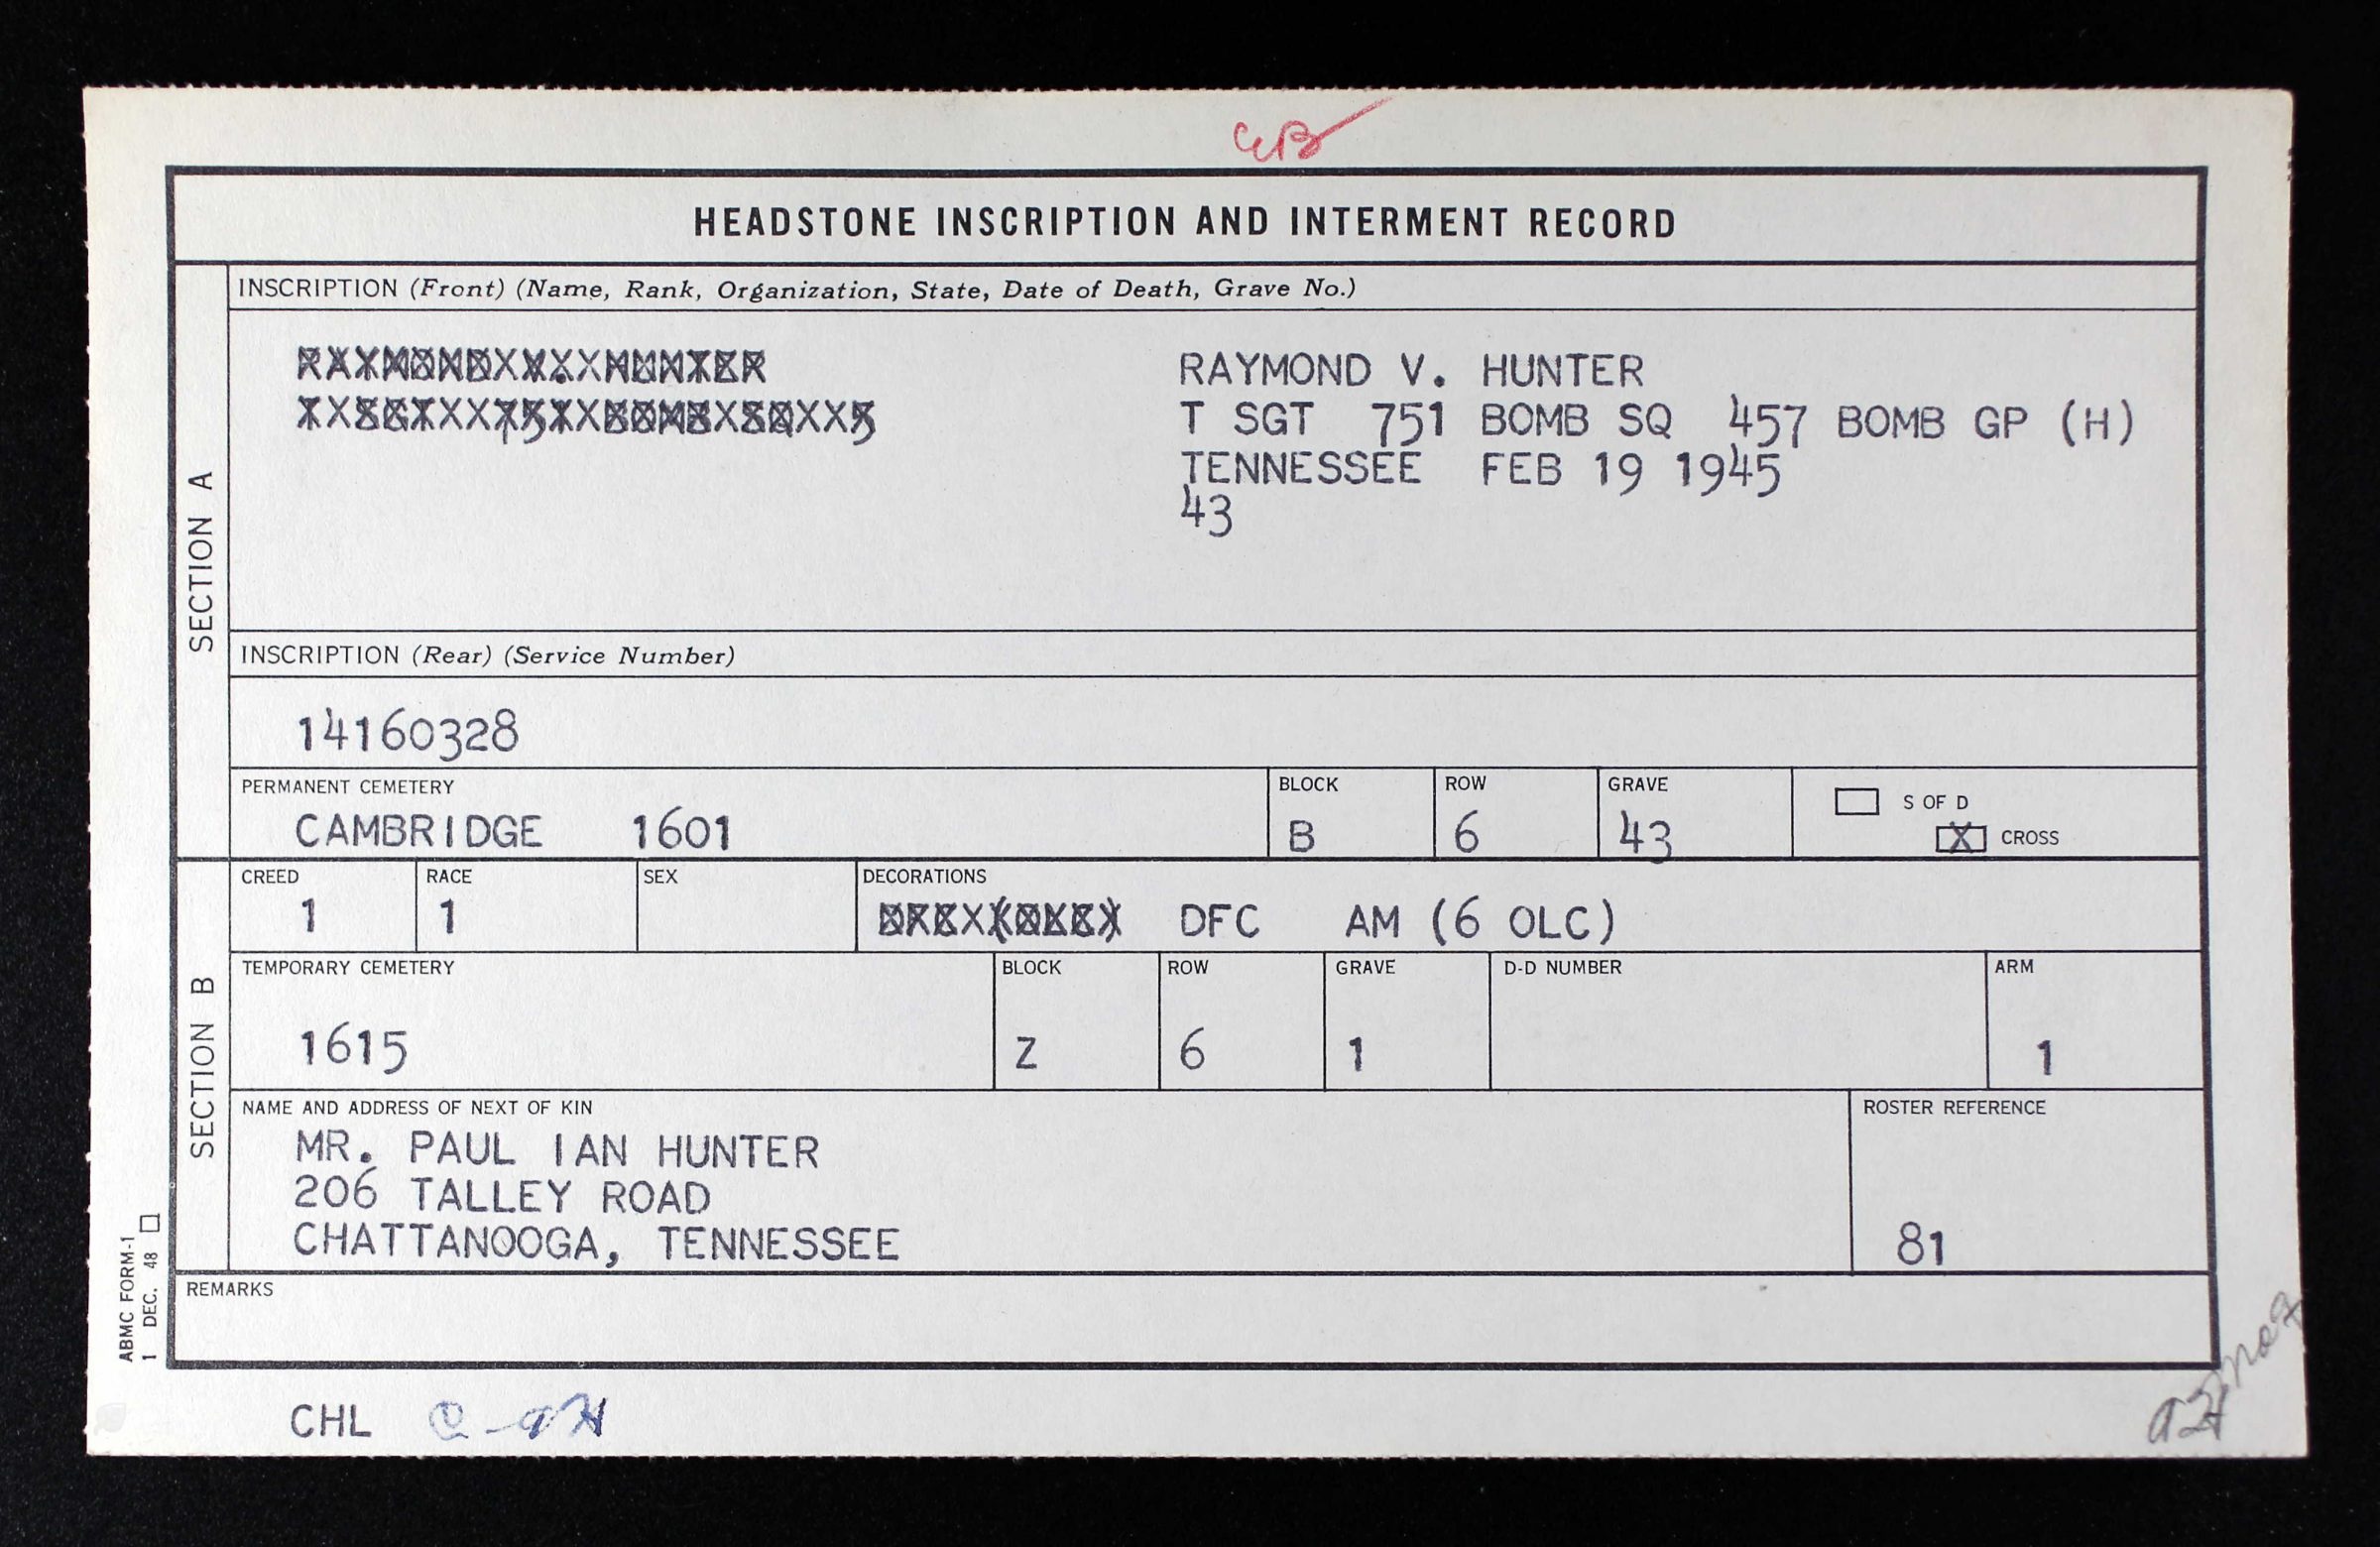 HEADSTONE INSCRIPTION AND INTERMENT RECORD
SECTION A
INSCRIPTION (Front) (Name, Rank, Organization, State, Date of Death, Grave No.)
RAYMOND V. HUNTER
T SGT 751 BOMB SQ 457 BOMB GP (H)
TENNESSEE FEB 19 1945
43
INSCRIPTION (Rear) (Service Number)
14160328
PERMANENT CEMETERY BLOCK ROW GRAVE
CAMBRIDGE 1601 B 6 43
S OF D
X CROSS
SECTION B
CREED RACE SEX DECORATIONS
1 1 DFC AM (6 OLC)
TEMPORARY CEMETERY BLOCK ROW GRAVE D-D NUMBER ARM
1615 Z 6 1 1
NAME AND ADDRESS OF NEXT OF KIN ROSTER REFERENCE
MR. PAUL IAN HUNTER
206 TALLEY ROAD
CHATTANOOGA, TENNESSEE 81
REMARKS
ABMC FORM-1
1 DEC. 48
CHL